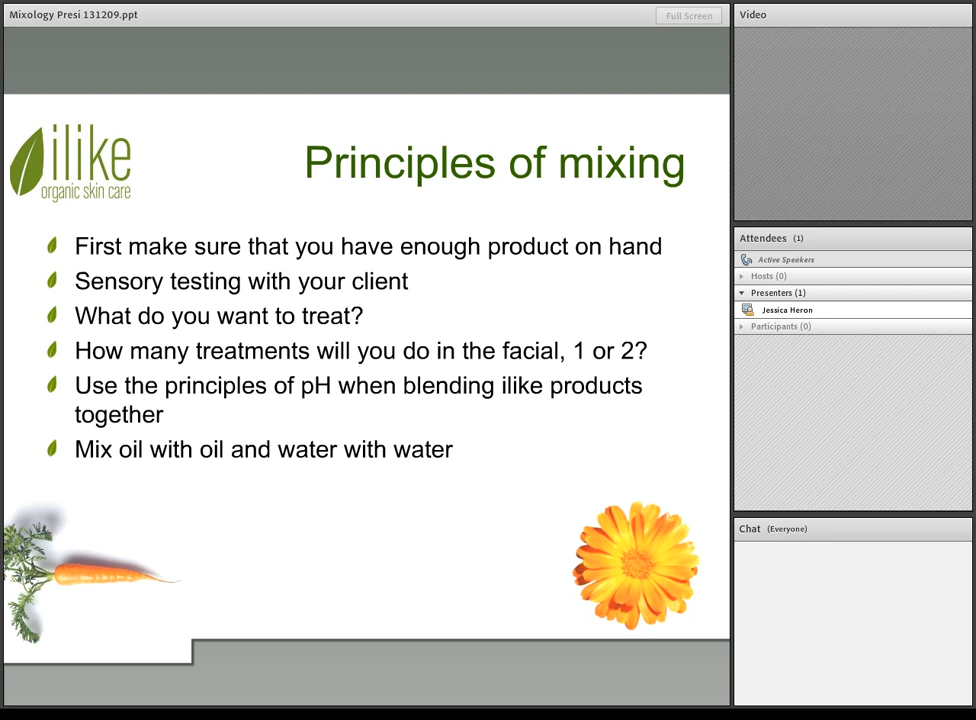 Mixology Presi 131209.ppt
Full Screen
ilike
organic skin care
Principles of mixing
First make sure that you have enough product on hand
Sensory testing with your client
What do you want to treat?
How many treatments will you do in the facial, 1 or 2?
Use the principles of pH when blending ilike products
together
Mix oil with oil and water with water
Video
Attendees (1)
Active Speakers
Hosts (0)
Presenters (1)
Jessica Heron
Participants (0)
Chat (Everyone)